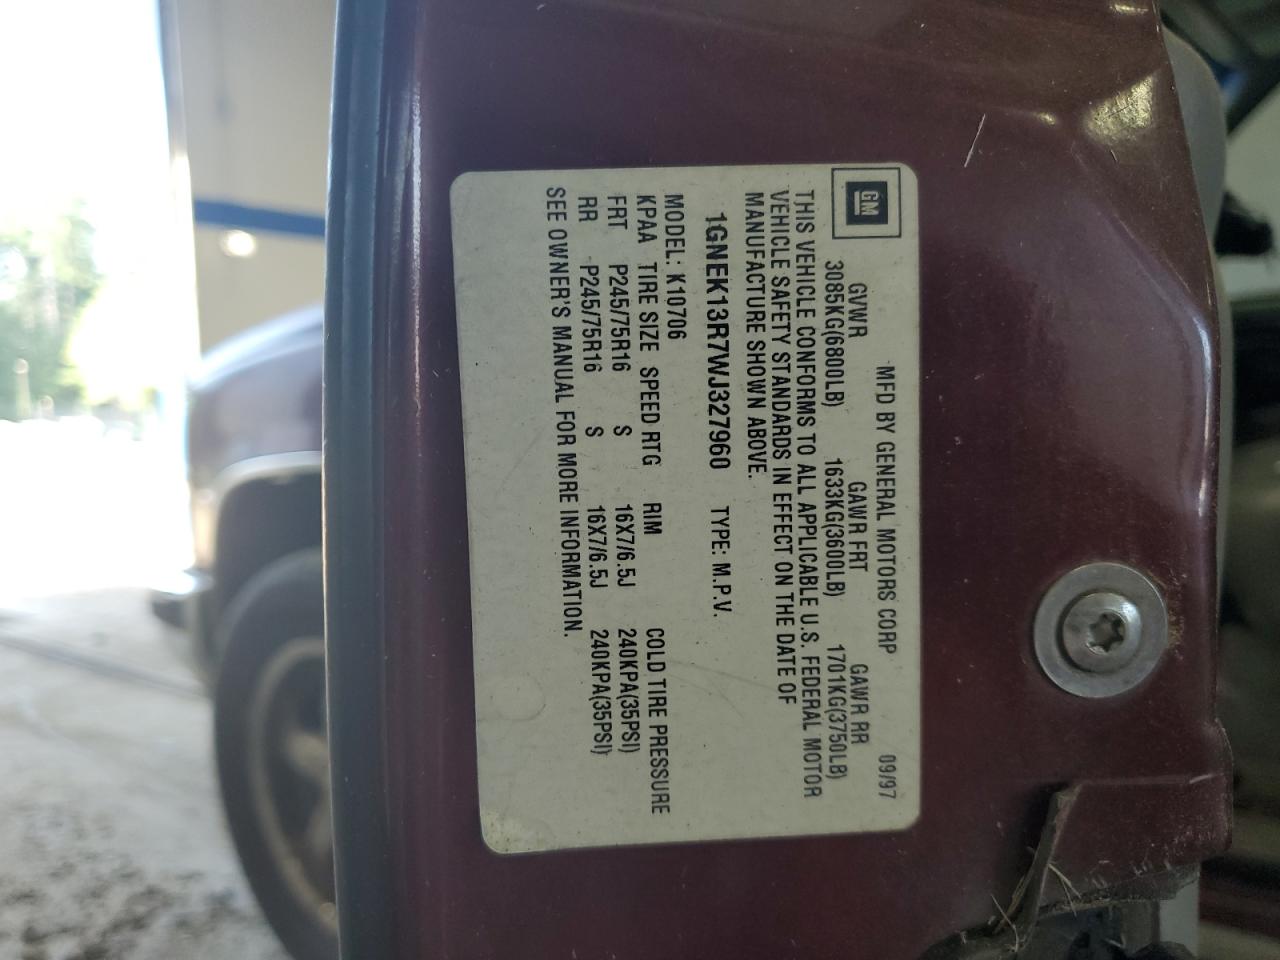 GM
MFD BY GENERAL MOTORS CORP 09/97
GVWR GAWR FRT GAWR RR
3085KG(6800LB) 1633KG(3600LB) 1701KG(3750LB)
THIS VEHICLE CONFORMS TO ALL APPLICABLE U.S. FEDERAL MOTOR
VEHICLE SAFETY STANDARDS IN EFFECT ON THE DATE OF
MANUFACTURE SHOWN ABOVE.
1GNEK13R7WJ327960 TYPE: M.P.V.
MODEL: K10706
KPAA TIRE SIZE SPEED RTG RIM COLD TIRE PRESSURE
FRT P245/75R16 S 16X7/6.5J 240KPA(35PSI)
RR P245/75R16 S 16X7/6.5J 240KPA(35PSI)
SEE OWNER'S MANUAL FOR MORE INFORMATION.